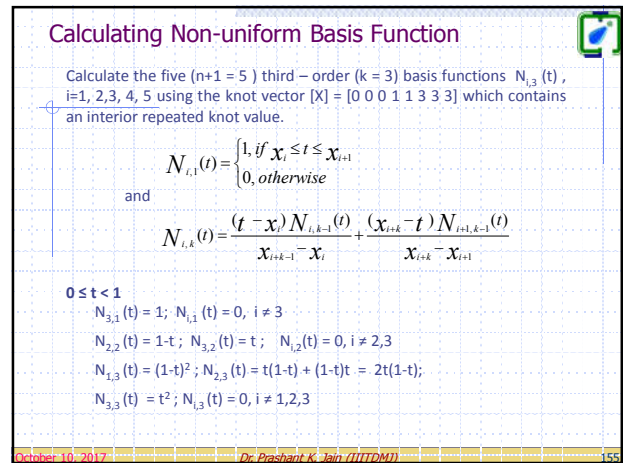 Calculating Non-uniform Basis Function
Calculate the five (n+1 = 5 ) third – order (k = 3) basis functions N_{i,3} (t) ,
i=1, 2,3, 4, 5 using the knot vector [X] = [0 0 0 1 1 3 3 3] which contains
an interior repeated knot value.
N_{i,1}(t) = {1, if x_i ≤ t ≤ x_{i+1}
0, otherwise
and
N_{i,k}(t) = (t − x_i) N_{i,k−1}(t) / (x_{i+k−1} − x_i) + (x_{i+k} − t ) N_{i+1,k−1}(t) / (x_{i+k} − x_{i+1})
0 ≤ t < 1
N_{3,1} (t) = 1; N_{i,1} (t) = 0, i ≠ 3
N_{2,2} (t) = 1-t ; N_{3,2} (t) = t ; N_{i,2}(t) = 0, i ≠ 2,3
N_{1,3} (t) = (1-t)² ; N_{2,3} (t) = t(1-t) + (1-t)t = 2t(1-t);
N_{3,3} (t) = t² ; N_{i,3} (t) = 0, i ≠ 1,2,3
October 10, 2017 Dr. Prashant K. Jain (IIITDMJ) 155